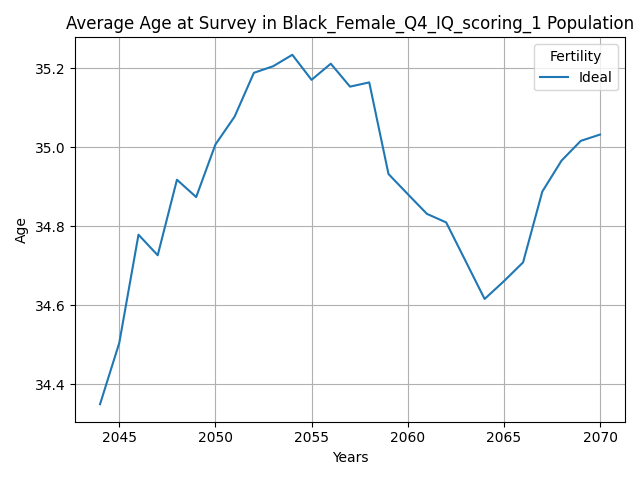 Average Age at Survey in Black_Female_Q4_IQ_scoring_1 Population
Fertility
Ideal
35.2
35.0
34.8
34.6
34.4
Age
2045 2050 2055 2060 2065 2070
Years